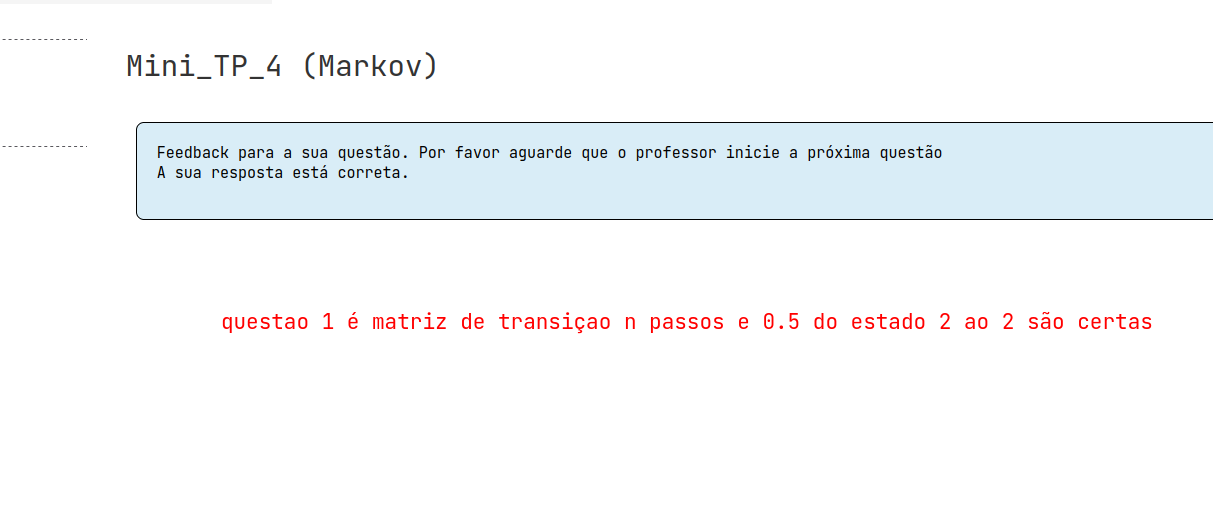 Mini_TP_4 (Markov)
Feedback para a sua questão. Por favor aguarde que o professor inicie a próxima questão
A sua resposta está correta.
questao 1 é matriz de transiçao n passos e 0.5 do estado 2 ao 2 são certas